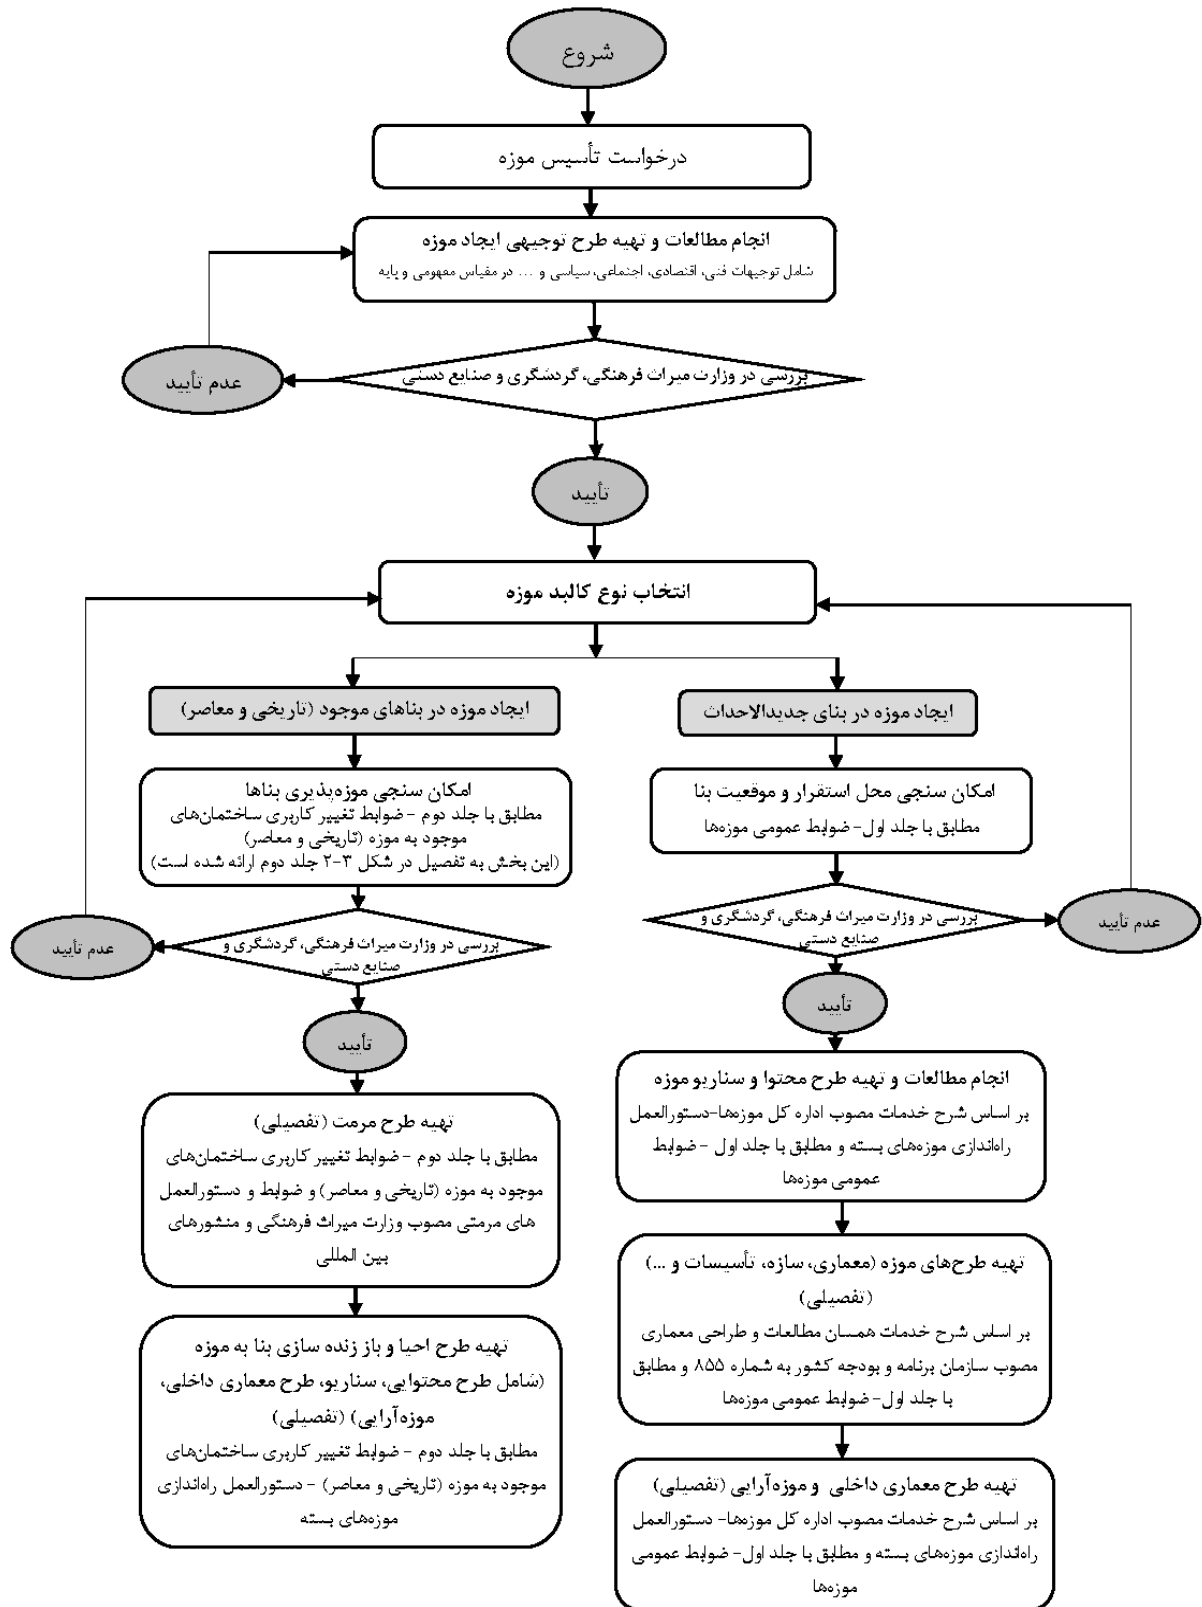 شروع
درخواست تأسیس موزه
انجام مطالعات و تهیه طرح توجیهی ایجاد موزه
شامل توجیهات فنی، اقتصادی، اجتماعی، سیاسی و ... در مقیاس مفهومی و پایه
بررسی در وزارت میراث فرهنگی، گردشگری و صنایع دستی
عدم تأیید
تأیید
انتخاب نوع کالبد موزه
ایجاد موزه در بنای جدیدالاحداث
امکان سنجی محل استقرار و موقعیت بنا
مطابق با جلد اول- ضوابط عمومی موزه‌ها
بررسی در وزارت میراث فرهنگی، گردشگری و
صنایع دستی
عدم تأیید
تأیید
انجام مطالعات و تهیه طرح محتوا و سناریو موزه
بر اساس شرح خدمات مصوب اداره کل موزه‌ها-دستورالعمل
راه‌اندازی موزه‌های بسته و مطابق با جلد اول - ضوابط
عمومی موزه‌ها
تهیه طرح‌های موزه (معماری، سازه، تأسیسات و ...)
(تفصیلی)
بر اساس شرح خدمات همسان مطالعات و طراحی معماری
مصوب سازمان برنامه و بودجه کشور به شماره ۸۵۵ و مطابق
با جلد اول- ضوابط عمومی موزه‌ها
تهیه طرح معماری داخلی و موزه‌آرایی (تفصیلی)
بر اساس شرح خدمات مصوب اداره کل موزه‌ها- دستورالعمل
راه‌اندازی موزه‌های بسته و مطابق با جلد اول- ضوابط عمومی
موزه‌ها
ایجاد موزه در بناهای موجود (تاریخی و معاصر)
امکان سنجی موزه‌پذیری بناها
مطابق با جلد دوم - ضوابط تغییر کاربری ساختمان‌های
موجود به موزه (تاریخی و معاصر)
(این بخش به تفصیل در شکل ۳-۲ جلد دوم ارائه شده است)
بررسی در وزارت میراث فرهنگی، گردشگری و
صنایع دستی
عدم تأیید
تأیید
تهیه طرح مرمت (تفصیلی)
مطابق با جلد دوم - ضوابط تغییر کاربری ساختمان‌های
موجود به موزه (تاریخی و معاصر) و ضوابط و دستورالعمل
های مرمتی مصوب وزارت میراث فرهنگی و منشورهای
بین المللی
تهیه طرح احیا و باز زنده سازی بنا به موزه
(شامل طرح محتوایی، سناریو، طرح معماری داخلی،
موزه‌آرایی) (تفصیلی)
مطابق با جلد دوم - ضوابط تغییر کاربری ساختمان‌های
موجود به موزه (تاریخی و معاصر) - دستورالعمل راه‌اندازی
موزه‌های بسته